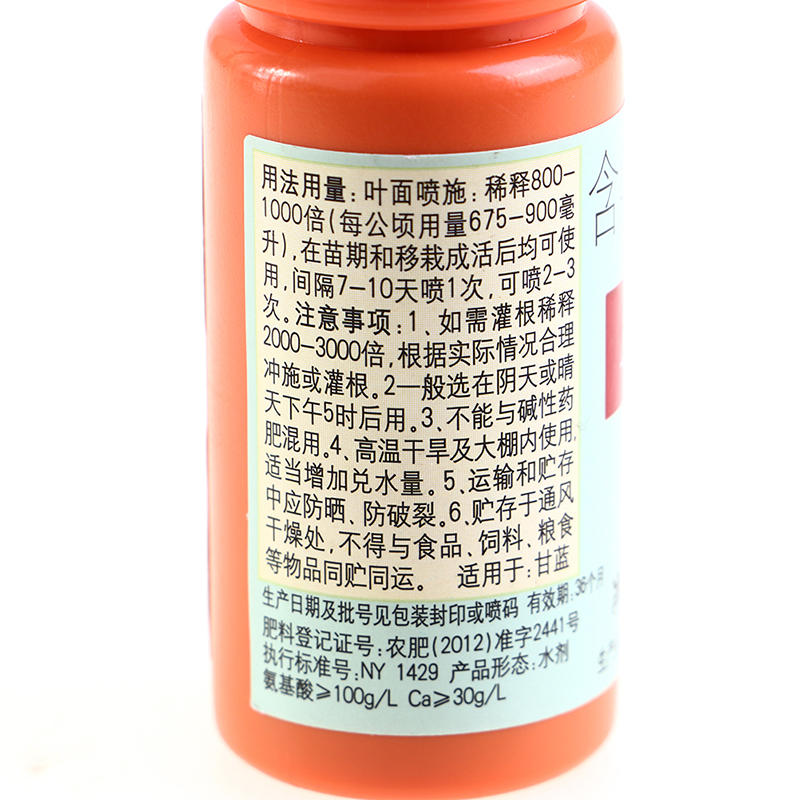 用法用量:叶面喷施:稀释800-
1000倍(每公顷用量675-900毫
升),在苗期和移栽成活后均可使
用,间隔7-10天喷1次,可喷2-3
次。注意事项:1、如需灌根稀释
2000-3000倍,根据实际情况合理
冲施或灌根。2一般选在阴天或晴
天下午5时后用。3、不能与碱性药
肥混用。4、高温干旱及大棚内使用,
适当增加兑水量。5、运输和贮存
中应防晒、防破裂。6、贮存于通风
干燥处,不得与食品、饲料、粮食
等物品同贮同运。 适用于:甘蓝
生产日期及批号见包装封印或喷码 有效期:36个月
肥料登记证号:农肥(2012)准字2441号
执行标准号:NY 1429 产品形态:水剂
氨基酸≥100g/L Ca≥30g/L
含